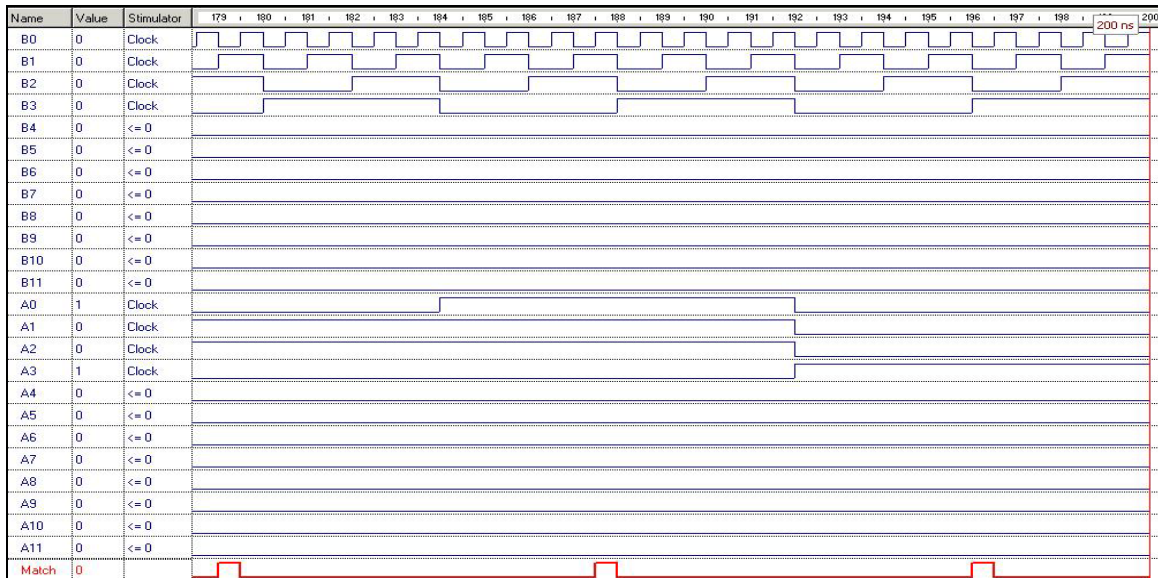 Name Value Stimulator 179 180 181 182 183 184 185 186 187 188 189 190 191 192 193 194 195 196 197 198 200
200 ns
B0 0 Clock
B1 0 Clock
B2 0 Clock
B3 0 Clock
B4 0 <= 0
B5 0 <= 0
B6 0 <= 0
B7 0 <= 0
B8 0 <= 0
B9 0 <= 0
B10 0 <= 0
B11 0 <= 0
A0 1 Clock
A1 0 Clock
A2 0 Clock
A3 1 Clock
A4 0 <= 0
A5 0 <= 0
A6 0 <= 0
A7 0 <= 0
A8 0 <= 0
A9 0 <= 0
A10 0 <= 0
A11 0 <= 0
Match 0